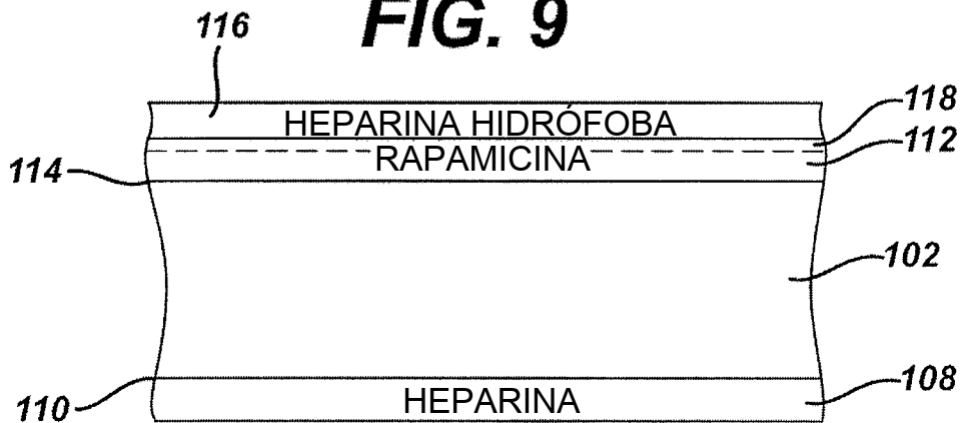 FIG. 9
116
HEPARINA HIDRÓFOBA
118
RAPAMICINA
112
114
102
110
HEPARINA
108